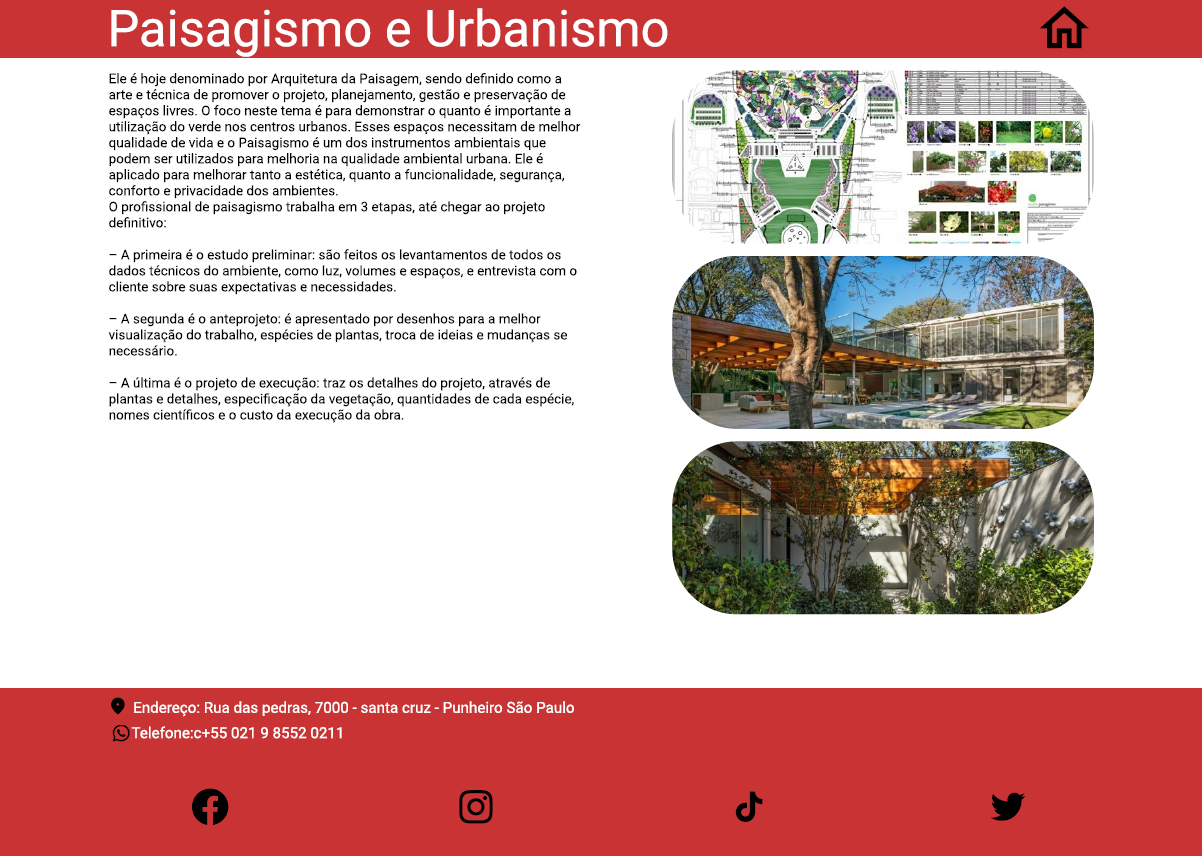 Paisagismo e Urbanismo
Ele é hoje denominado por Arquitetura da Paisagem, sendo definido como a
arte e técnica de promover o projeto, planejamento, gestão e preservação de
espaços livres. O foco neste tema é para demonstrar o quanto é importante a
utilização do verde nos centros urbanos. Esses espaços necessitam de melhor
qualidade de vida e o Paisagismo é um dos instrumentos ambientais que
podem ser utilizados para melhoria na qualidade ambiental urbana. Ele é
aplicado para melhorar tanto a estética, quanto a funcionalidade, segurança,
conforto e privacidade dos ambientes.
O profissional de paisagismo trabalha em 3 etapas, até chegar ao projeto
definitivo:
– A primeira é o estudo preliminar: são feitos os levantamentos de todos os
dados técnicos do ambiente, como luz, volumes e espaços, e entrevista com o
cliente sobre suas expectativas e necessidades.
– A segunda é o anteprojeto: é apresentado por desenhos para a melhor
visualização do trabalho, espécies de plantas, troca de ideias e mudanças se
necessário.
– A última é o projeto de execução: traz os detalhes do projeto, através de
plantas e detalhes, especificação da vegetação, quantidades de cada espécie,
nomes científicos e o custo da execução da obra.
Endereço: Rua das pedras, 7000 - santa cruz - Punheiro São Paulo
Telefone:c+55 021 9 8552 0211